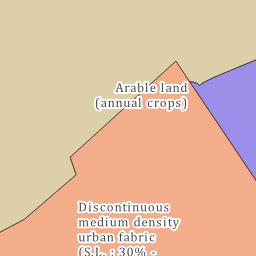 Arable land
(annual crops)
Discontinuous
medium density
urban fabric
(S.L. : 30% -